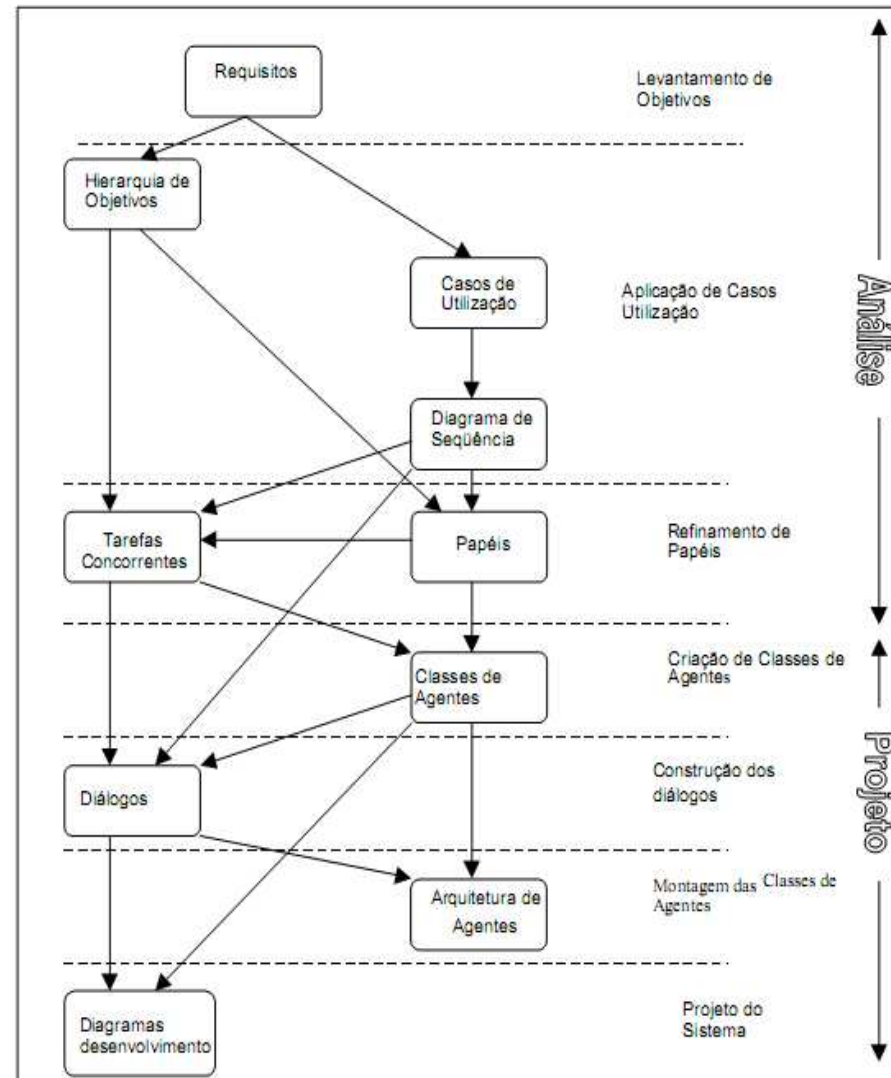 Requisitos
Levantamento de
Objetivos
Hierarquia de
Objetivos
Casos de
Utilização
Aplicação de Casos
Utilização
Análise
Diagrama de
Seqüência
Tarefas
Concorrentes
Papéis
Refinamento de
Papéis
Classes de
Agentes
Criação de Classes de
Agentes
Projeto
Diálogos
Construção dos
diálogos
Arquitetura de
Agentes
Montagem das Classes de
Agentes
Diagramas
desenvolvimento
Projeto do
Sistema